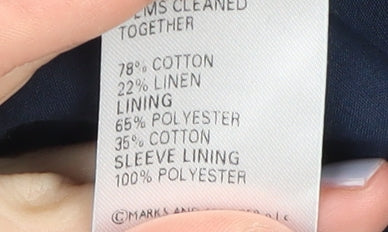 CLEANED
TOGETHER
78% COTTON
22% LINEN
LINING
65% POLYESTER
35% COTTON
SLEEVE LINING
100% POLYESTER
©MARKS AND